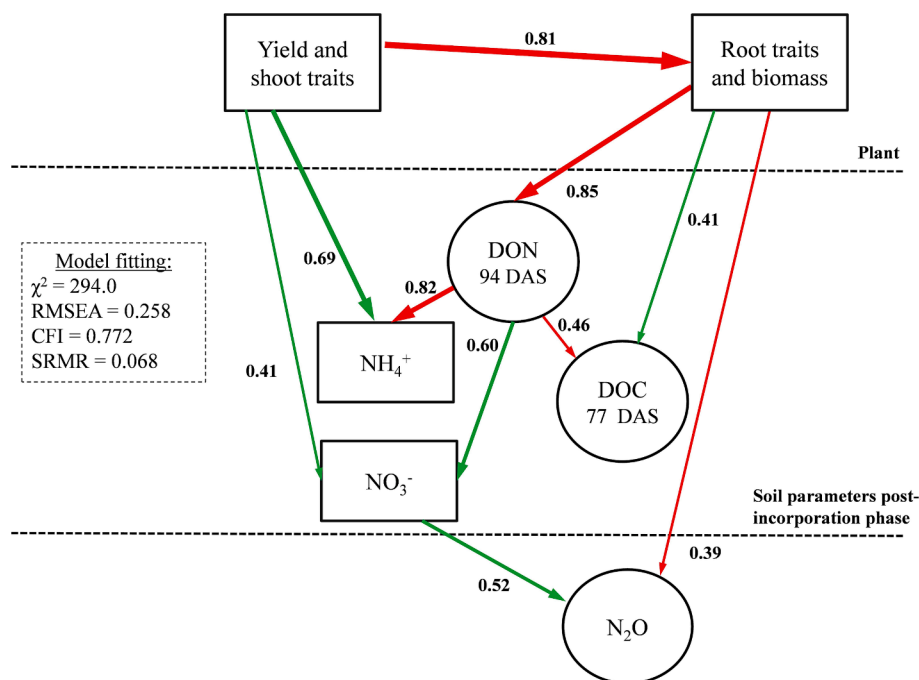 Yield and
shoot traits
0.81
Root traits
and biomass
Plant
0.85
0.41
DON
94 DAS
0.69
0.82
Model fitting:
χ² = 294.0
RMSEA = 0.258
CFI = 0.772
SRMR = 0.068
0.46
0.60
NH₄⁺
0.41
DOC
77 DAS
NO₃⁻
Soil parameters post-
incorporation phase
0.39
0.52
N₂O